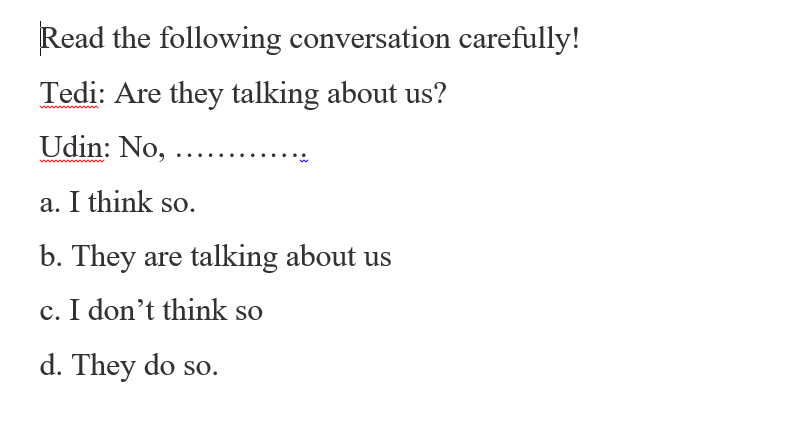 Read the following conversation carefully!
Tedi: Are they talking about us?
Udin: No, .............
a. I think so.
b. They are talking about us
c. I don’t think so
d. They do so.